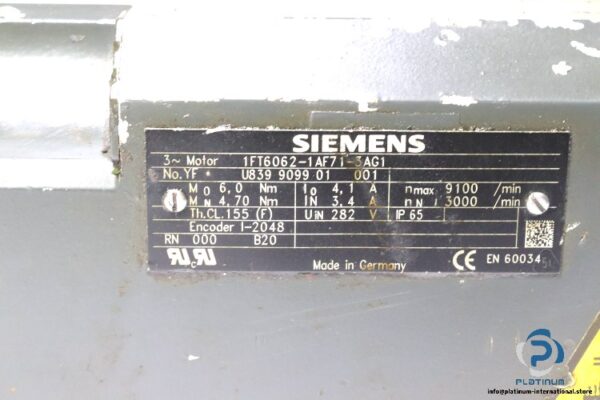 SIEMENS
3~ Motor 1FT6062-1AF71-3AG1
No.YF U839 9099 01 001
M0 6,0 Nm I0 4,1 A nmax 9100 /min
MN 4,70 Nm IN 3,4 A nN 3000 /min
Th.CL.155 (F) UIN 282 V IP 65
Encoder I-2048
RN 000 B20
Made in Germany
CE EN 60034
PLATINUM
INTERNATIONAL
info@platinum-international.store